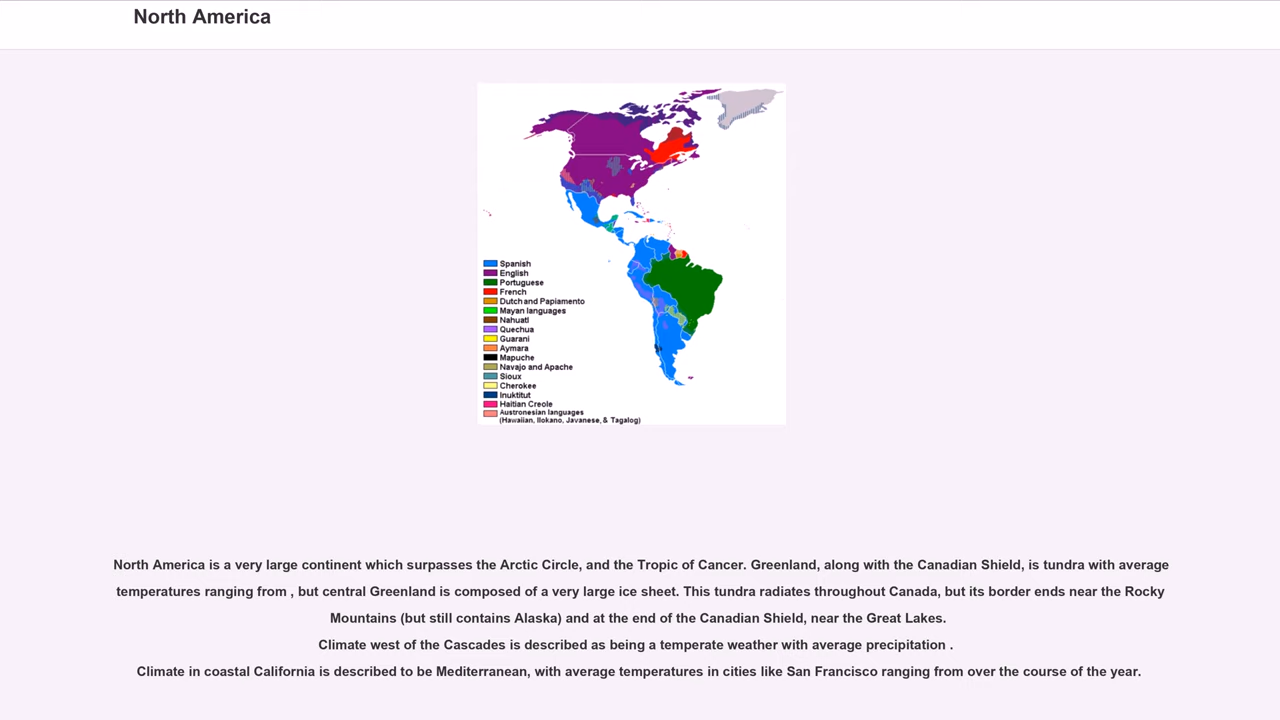 North America
Spanish
English
Portuguese
French
Dutch and Papiamento
Mayan languages
Nahuatl
Quechua
Guarani
Aymara
Mapuche
Navajo and Apache
Sioux
Cherokee
Inuktitut
Haitian Creole
Austronesian languages
(Hawaiian, Ilokano, Javanese, & Tagalog)
North America is a very large continent which surpasses the Arctic Circle, and the Tropic of Cancer. Greenland, along with the Canadian Shield, is tundra with average
temperatures ranging from , but central Greenland is composed of a very large ice sheet. This tundra radiates throughout Canada, but its border ends near the Rocky
Mountains (but still contains Alaska) and at the end of the Canadian Shield, near the Great Lakes.
Climate west of the Cascades is described as being a temperate weather with average precipitation .
Climate in coastal California is described to be Mediterranean, with average temperatures in cities like San Francisco ranging from over the course of the year.